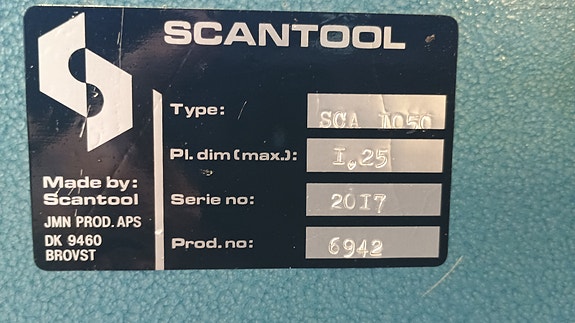 SCANTOOL
Type: SCA 1050
Pl. dim (max.): 1,25
Serie no: 2017
Prod. no: 6942
Made by:
Scantool
JMN PROD. APS
DK 9460
BROVST